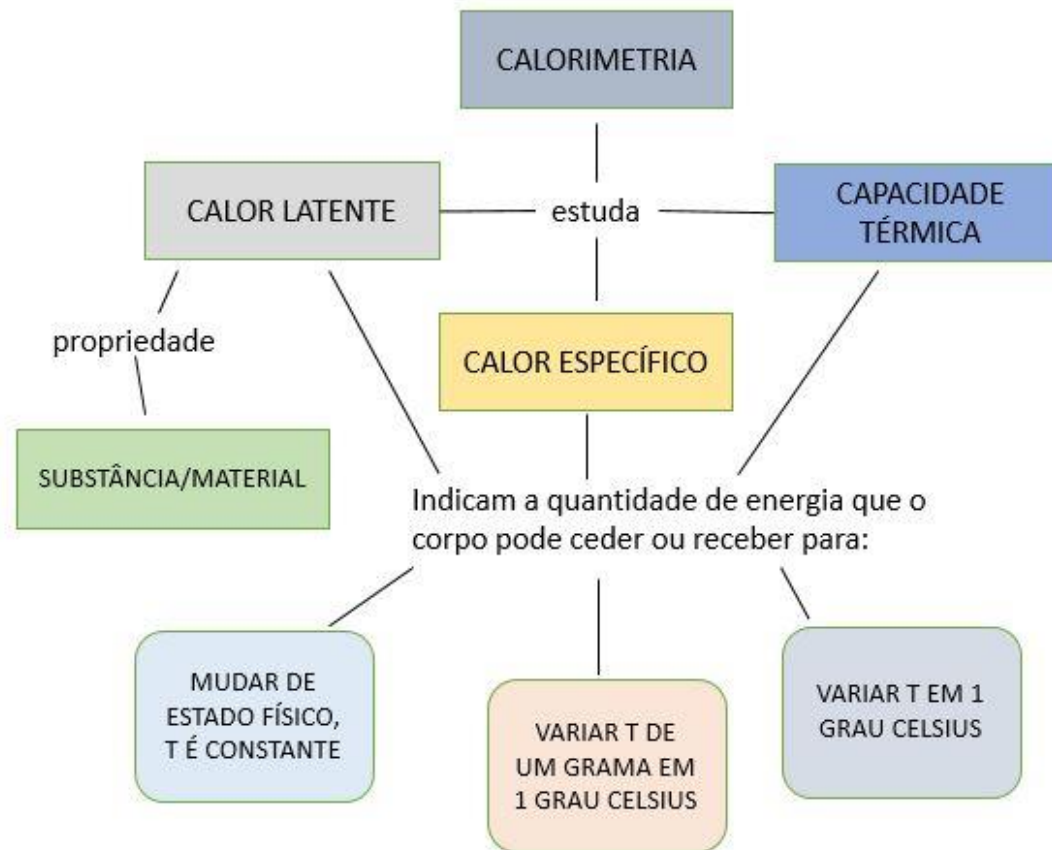 CALORIMETRIA
CALOR LATENTE
estuda
CAPACIDADE
TÉRMICA
propriedade
CALOR ESPECÍFICO
SUBSTÂNCIA/MATERIAL
Indicam a quantidade de energia que o
corpo pode ceder ou receber para:
MUDAR DE
ESTADO FÍSICO,
T É CONSTANTE
VARIAR T DE
UM GRAMA EM
1 GRAU CELSIUS
VARIAR T EM 1
GRAU CELSIUS